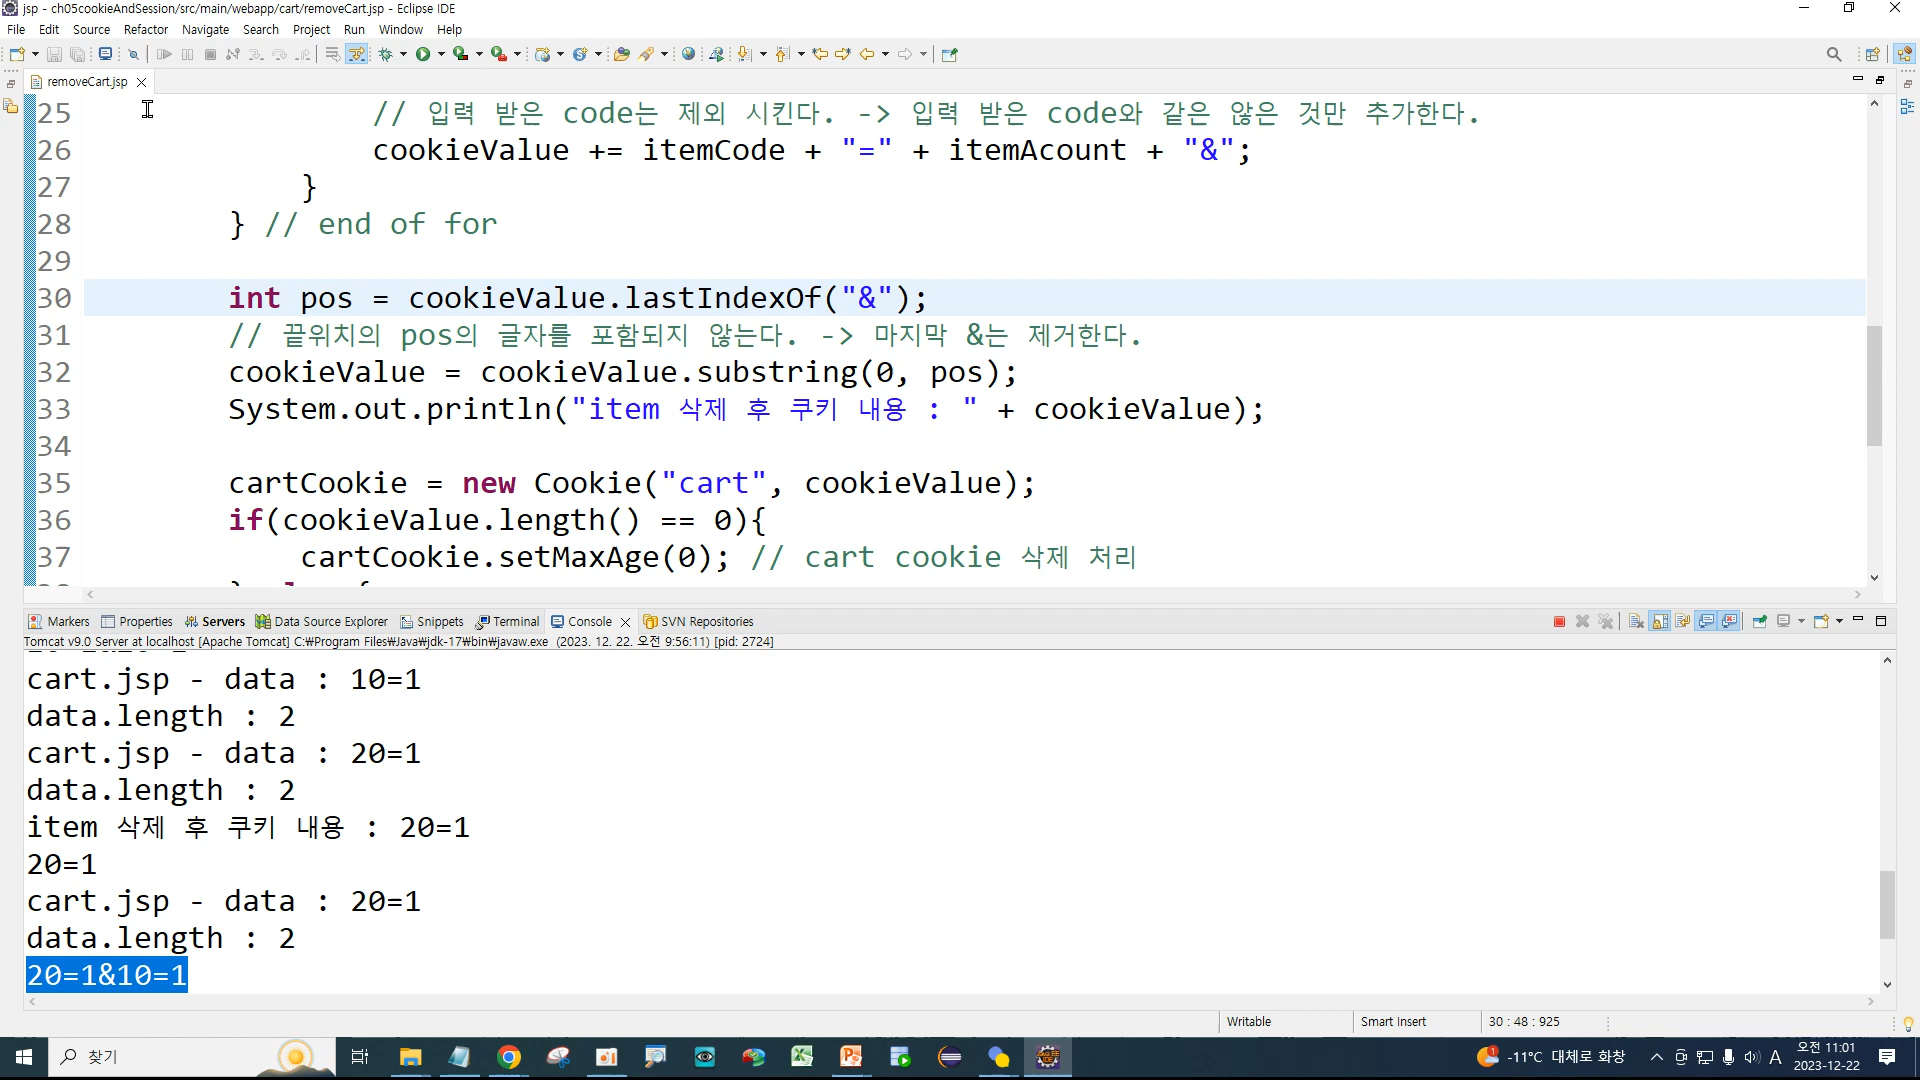 jsp - ch05cookieAndSession/src/main/webapp/cart/removeCart.jsp - Eclipse IDE
File Edit Source Refactor Navigate Search Project Run Window Help
removeCart.jsp
25 // 입력 받은 code는 제외 시킨다. -> 입력 받은 code와 같은 않은 것만 추가한다.
26 cookieValue += itemCode + "=" + itemAcount + "&";
27 }
28 } // end of for
29
30 int pos = cookieValue.lastIndexOf("&");
31 // 끝위치의 pos의 글자를 포함되지 않는다. -> 마지막 &는 제거한다.
32 cookieValue = cookieValue.substring(0, pos);
33 System.out.println("item 삭제 후 쿠키 내용 : " + cookieValue);
34
35 cartCookie = new Cookie("cart", cookieValue);
36 if(cookieValue.length() == 0){
37 cartCookie.setMaxAge(0); // cart cookie 삭제 처리
Markers Properties Servers Data Source Explorer Snippets Terminal Console SVN Repositories
Tomcat v9.0 Server at localhost [Apache Tomcat] C:₩Program Files₩Java₩jdk-17₩bin₩javaw.exe (2023. 12. 22. 오전 9:56:11) [pid: 2724]
cart.jsp - data : 10=1
data.length : 2
cart.jsp - data : 20=1
data.length : 2
item 삭제 후 쿠키 내용 : 20=1
20=1
cart.jsp - data : 20=1
data.length : 2
20=1&10=1
Writable Smart Insert 30 : 48 : 925
찾기
-11°C 대체로 화창 A 오전 11:01
2023-12-22